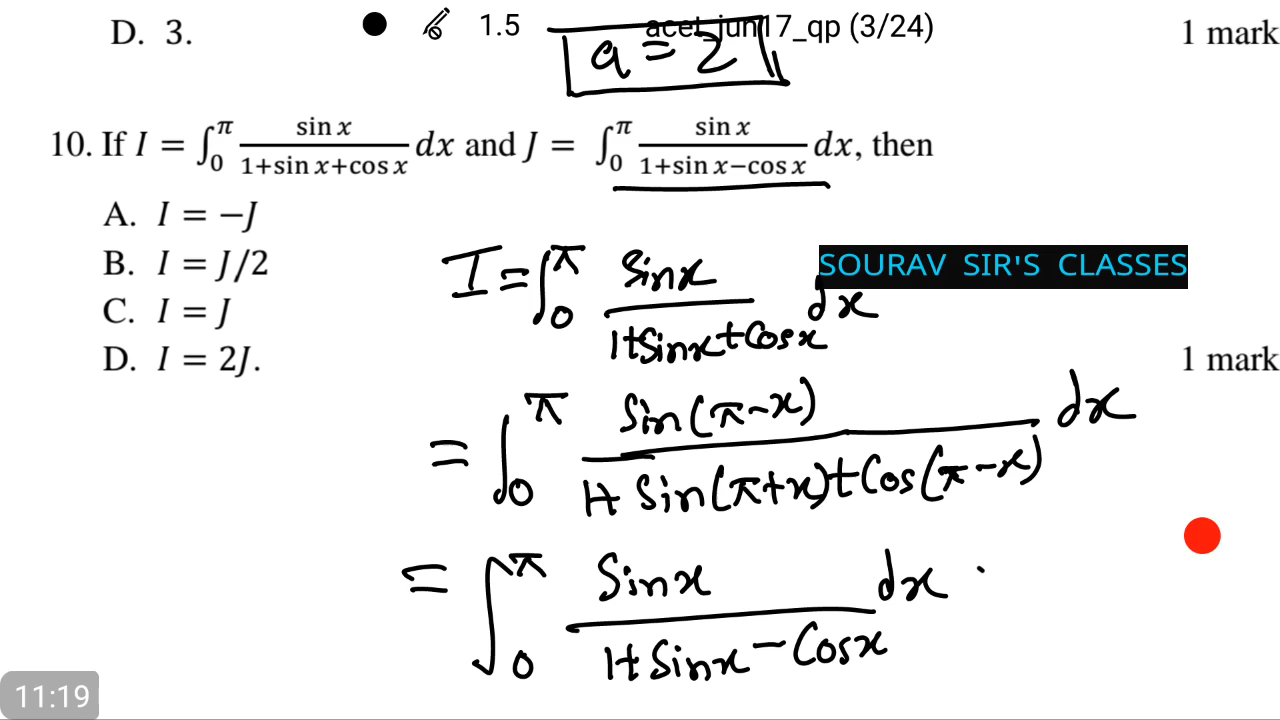 D. 3.
1.5
acet_jun17_qp (3/24)
1 mark
a = 2
10. If I = ∫₀^π sin x / (1+sin x+cos x) dx and J = ∫₀^π sin x / (1+sin x−cos x) dx, then
A. I = −J
B. I = J/2
C. I = J
D. I = 2J.
1 mark
SOURAV SIR'S CLASSES
I = ∫₀^π Sinx / (1+Sinx+Cosx) dx
= ∫₀^π Sin(π−x) / (1+ Sin(π+x)+Cos(π−x)) dx
= ∫₀^π Sinx / (1+Sinx−Cosx) dx .
11:19